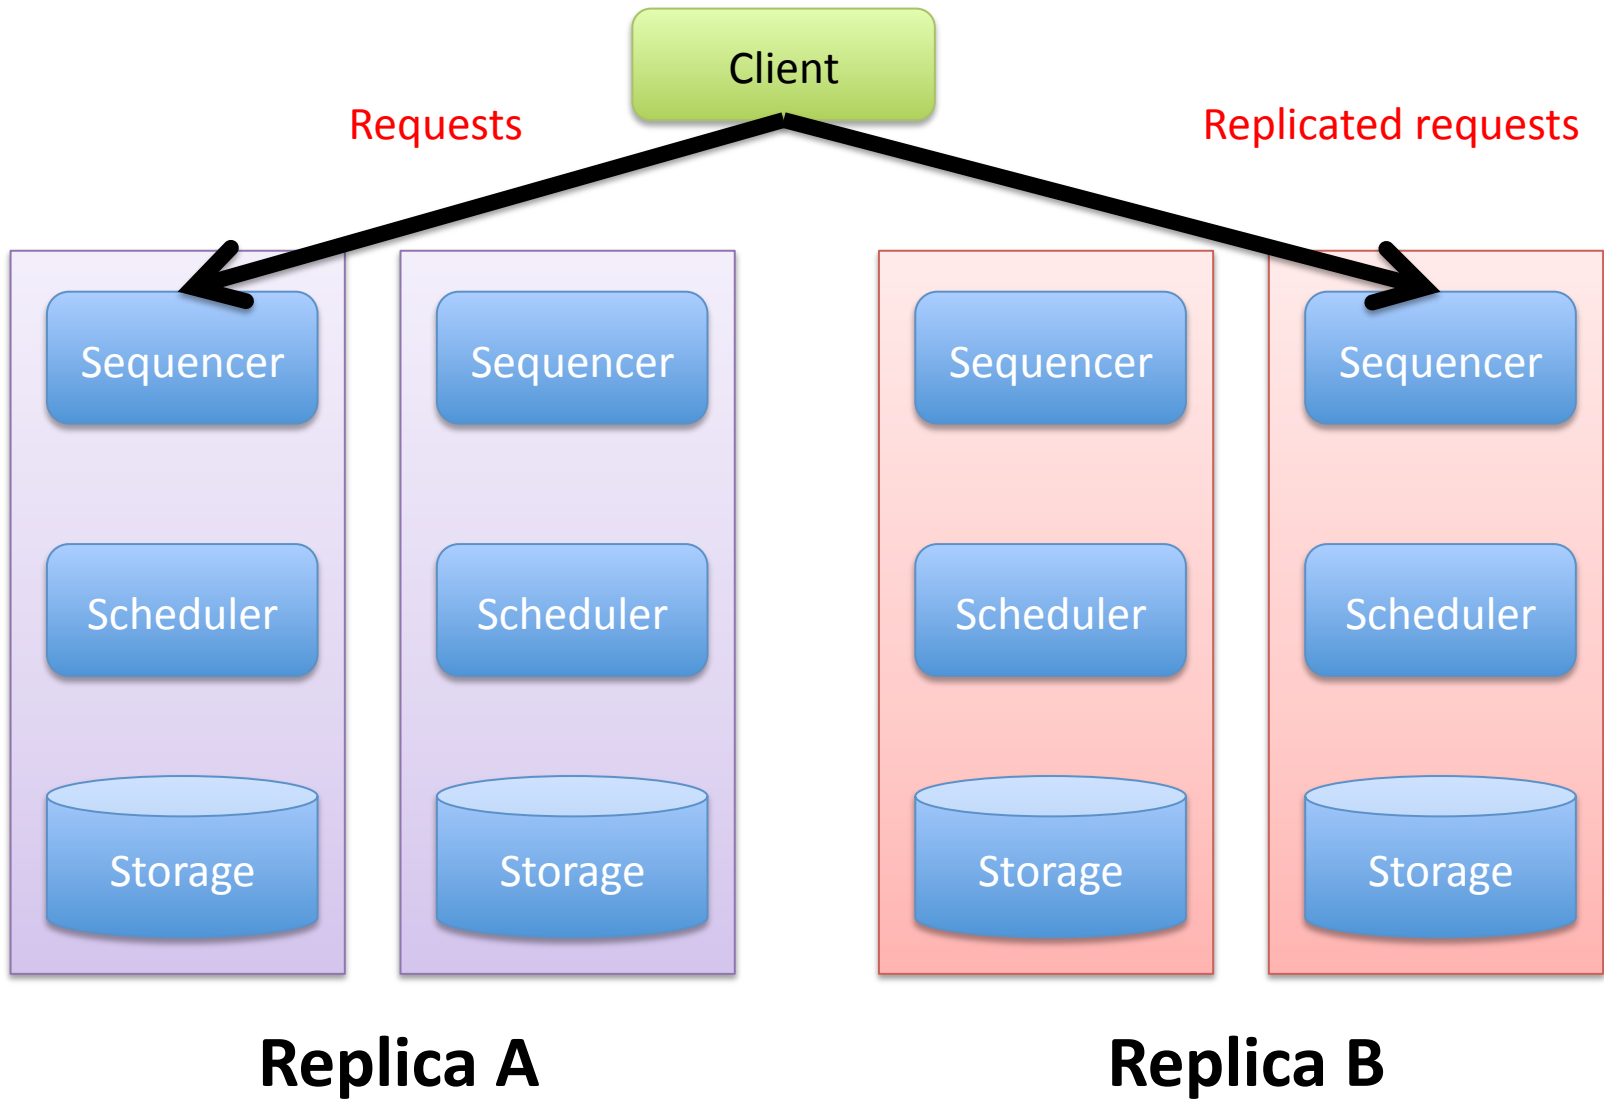 Client
Requests
Replicated requests
Sequencer
Sequencer
Sequencer
Sequencer
Scheduler
Scheduler
Scheduler
Scheduler
Storage
Storage
Storage
Storage
Replica A
Replica B